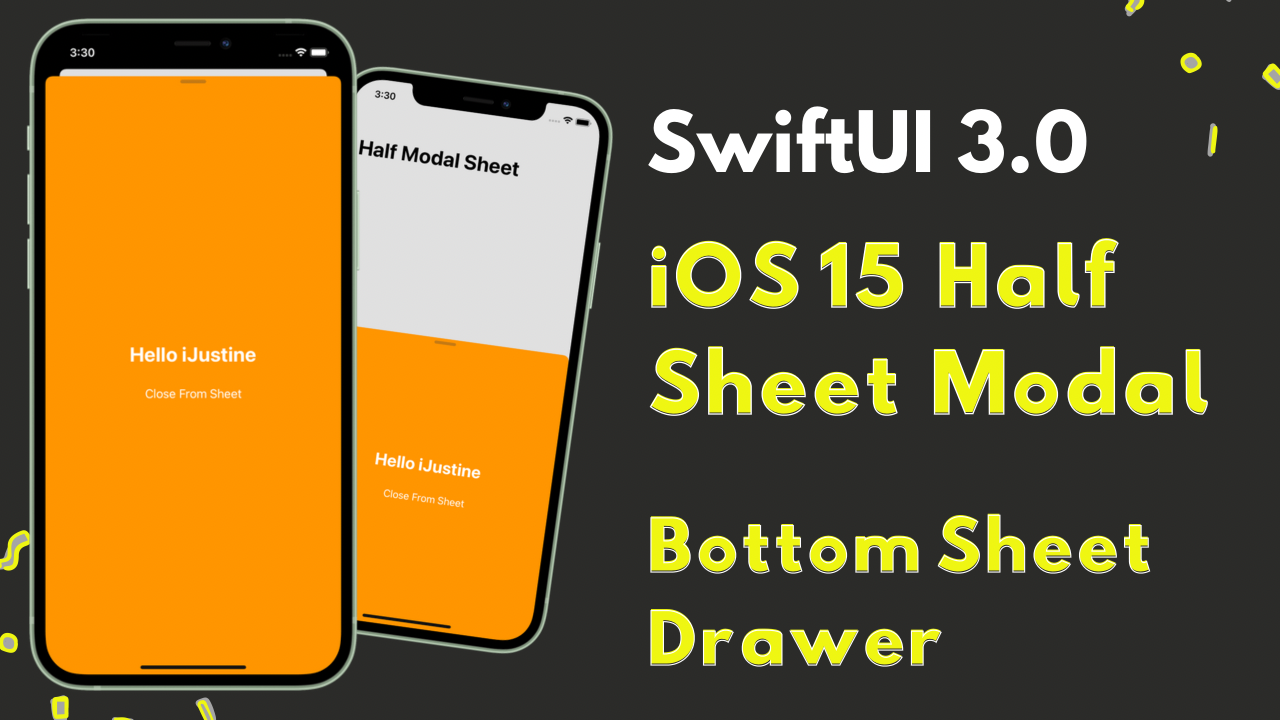 3:30
Hello iJustine
Close From Sheet
3:30
Half Modal Sheet
Hello iJustine
Close From Sheet
SwiftUI 3.0
iOS 15 Half
Sheet Modal
Bottom Sheet
Drawer